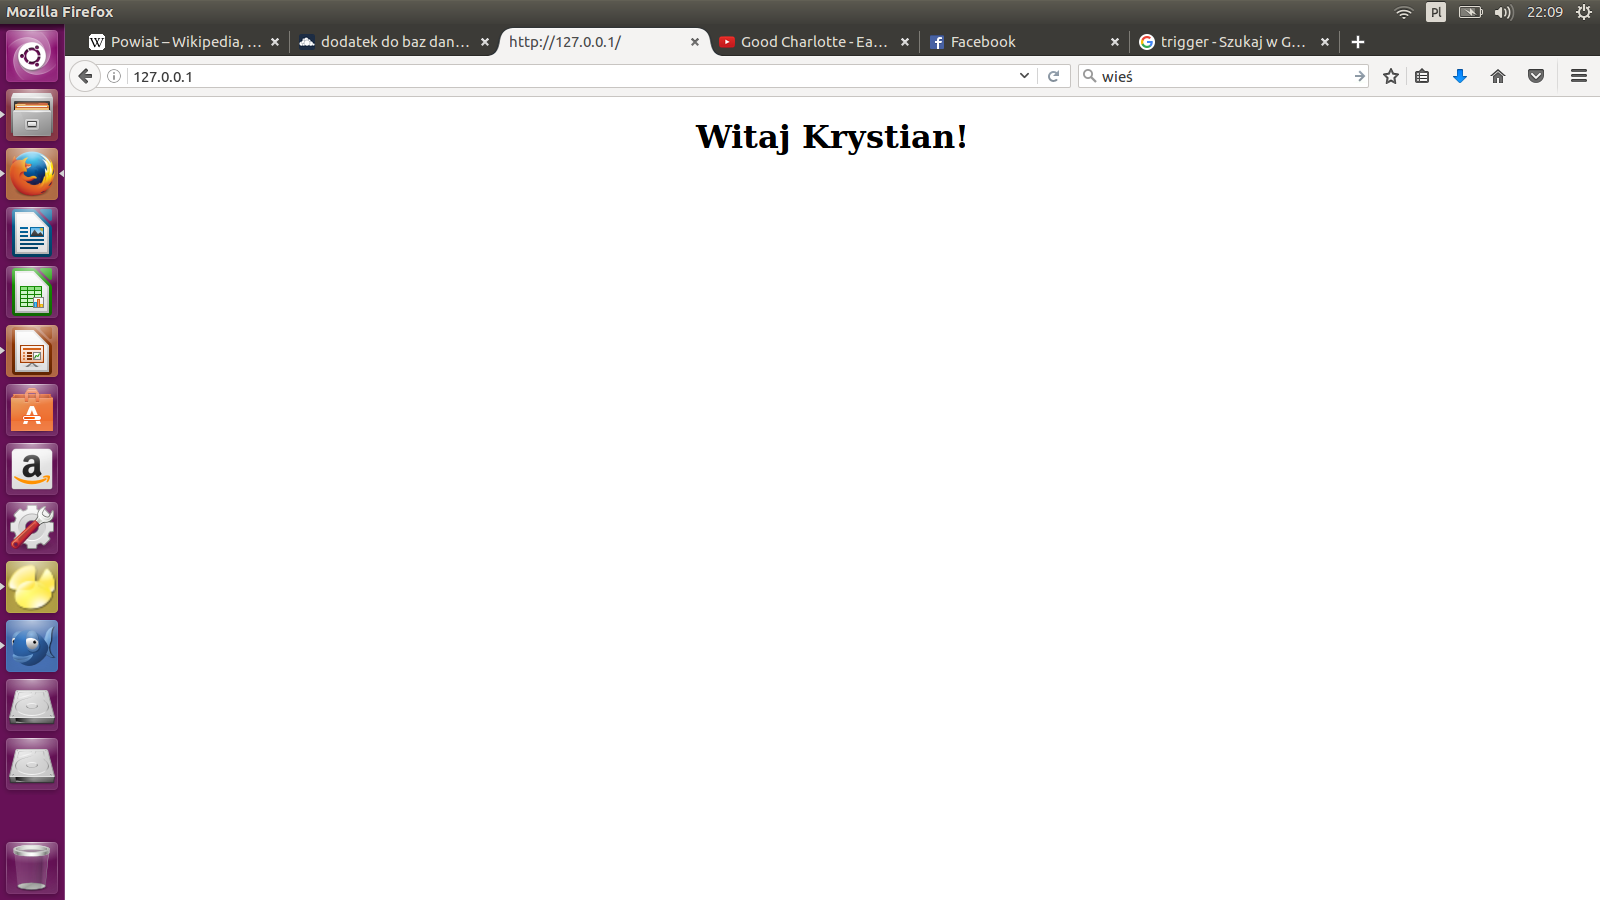 Mozilla Firefox
Pl
22:09
Powiat – Wikipedia, ...
dodatek do baz dan...
http://127.0.0.1/
Good Charlotte - Ea...
Facebook
trigger - Szukaj w G...
127.0.0.1
wieś
Witaj Krystian!